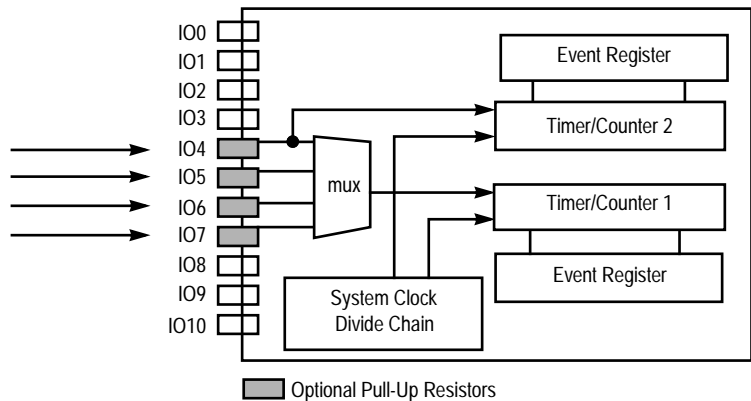 IO0
IO1
IO2
IO3
IO4
IO5
IO6
IO7
IO8
IO9
IO10
mux
Event Register
Timer/Counter 2
Timer/Counter 1
Event Register
System Clock
Divide Chain
Optional Pull-Up Resistors